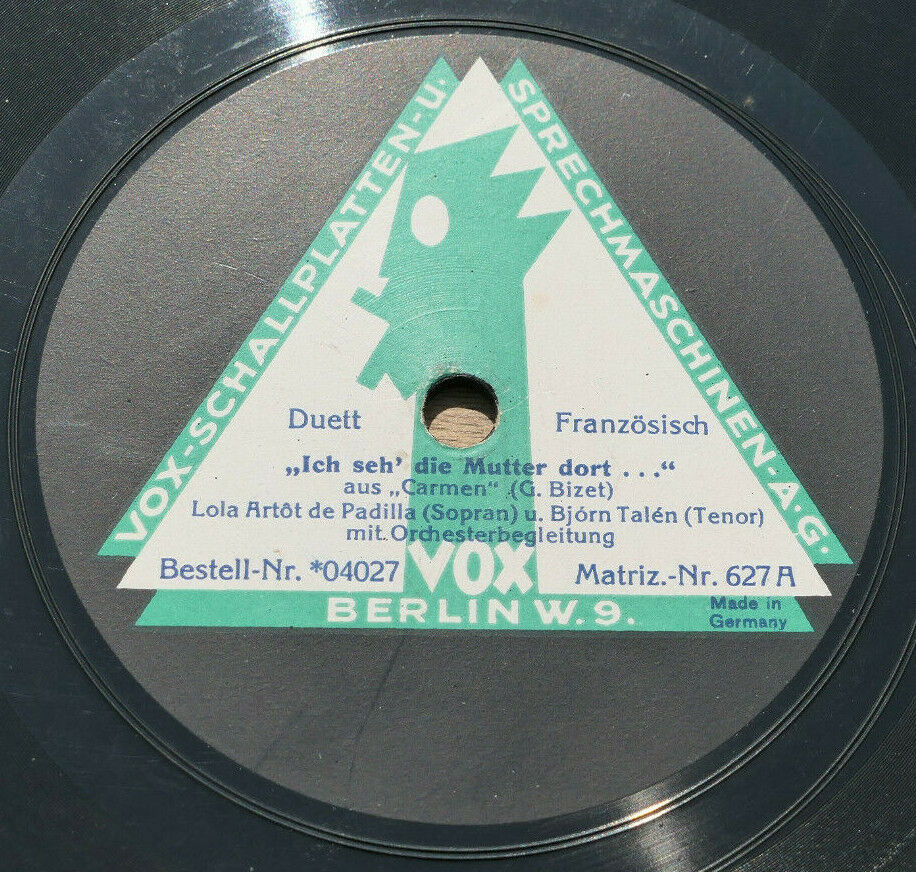 VOX-SCHALLPLATTEN-U.
SPRECHMASCHINEN-A.G.
Duett Französisch
„Ich seh' die Mutter dort . . .“
aus „Carmen“ (G. Bizet)
Lola Artôt de Padilla (Sopran) u. Bjórn Talén (Tenor)
mit Orchesterbegleitung
Bestell-Nr. *04027 VOX Matriz.-Nr. 627 A
BERLIN W. 9.
Made in
Germany